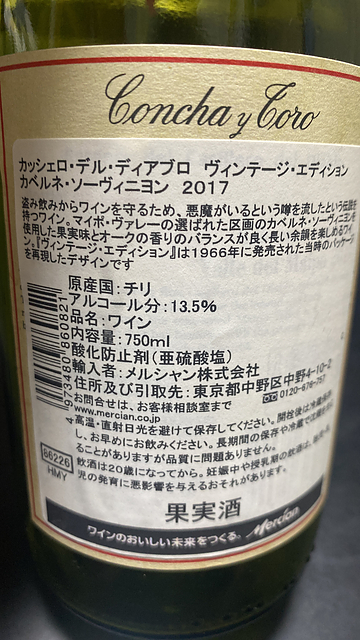 Concha y Toro
カッシェロ・デル・ディアブロ ヴィンテージ・エディション
カベルネ・ソーヴィニヨン 2017
盗み飲みからワインを守るため、悪魔がいるという噂を流したという伝説を
持つワイン。マイポ・ヴァレーの選ばれた区画のカベルネ・ソーヴィニヨンを
使用した果実味とオークの香りのバランスが良く長い余韻を楽しめるワイ
ン。『ヴィンテージ・エディション』は1966年に発売された当時のパッケージ
を再現したデザインです
原産国:チリ
アルコール分:13.5%
品名:ワイン
内容量:750ml
酸化防止剤(亜硫酸塩)
輸入者:メルシャン株式会社
住所及び引取先:東京都中野区中野4-10-2
お問合せは、お客様相談室まで 0120-676-757
www.mercian.co.jp
高温・直射日光を避けて保存してください。開栓後は冷蔵保存
し、お早めにお飲みください。長期間の保存や冷蔵で沈殿が
ることがありますが品質に問題ありません。
飲酒は20歳になってから。妊娠中や授乳期の飲酒は、
児の発育に悪影響を与えるおそれがあります。
4 973480 860821
66226
HMY
果実酒
ワインのおいしい未来をつくる。 Mercian